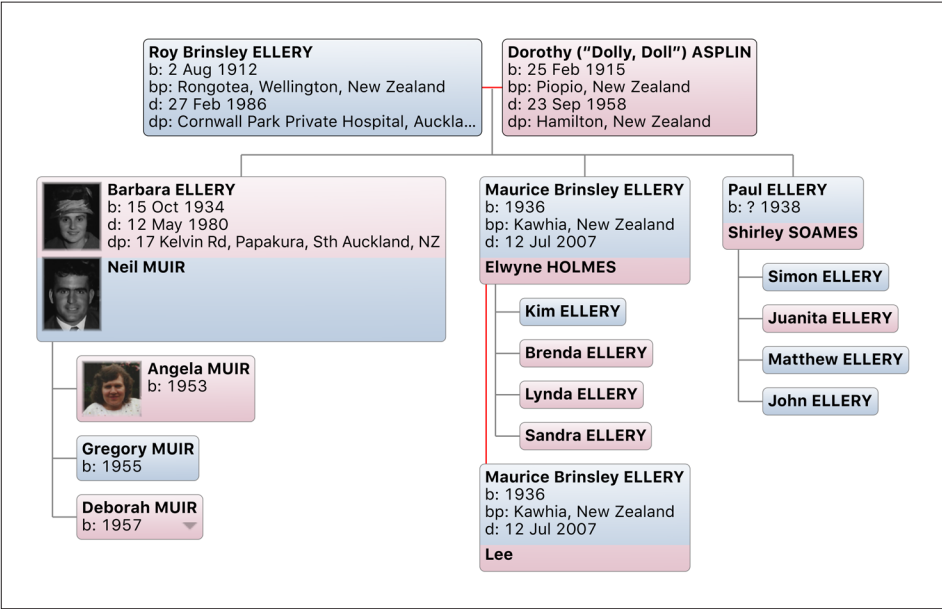 Roy Brinsley ELLERY
b: 2 Aug 1912
bp: Rongotea, Wellington, New Zealand
d: 27 Feb 1986
dp: Cornwall Park Private Hospital, Auckla...
Dorothy (“Dolly, Doll”) ASPLIN
b: 25 Feb 1915
bp: Piopio, New Zealand
d: 23 Sep 1958
dp: Hamilton, New Zealand
Barbara ELLERY
b: 15 Oct 1934
d: 12 May 1980
dp: 17 Kelvin Rd, Papakura, Sth Auckland, NZ
Neil MUIR
Angela MUIR
b: 1953
Gregory MUIR
b: 1955
Deborah MUIR
b: 1957
Maurice Brinsley ELLERY
b: 1936
bp: Kawhia, New Zealand
d: 12 Jul 2007
Elwyne HOLMES
Kim ELLERY
Brenda ELLERY
Lynda ELLERY
Sandra ELLERY
Maurice Brinsley ELLERY
b: 1936
bp: Kawhia, New Zealand
d: 12 Jul 2007
Lee
Paul ELLERY
b: ? 1938
Shirley SOAMES
Simon ELLERY
Juanita ELLERY
Matthew ELLERY
John ELLERY